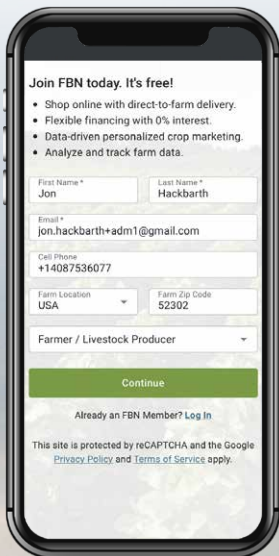 Join FBN today. It's free!
• Shop online with direct-to-farm delivery.
• Flexible financing with 0% interest.
• Data-driven personalized crop marketing.
• Analyze and track farm data.
First Name *
Jon
Last Name *
Hackbarth
Email *
jon.hackbarth+adm1@gmail.com
Cell Phone
+14087536077
Farm Location
USA
Farm Zip Code
52302
Farmer / Livestock Producer
Continue
Already an FBN Member? Log In
This site is protected by reCAPTCHA and the Google
Privacy Policy and Terms of Service apply.